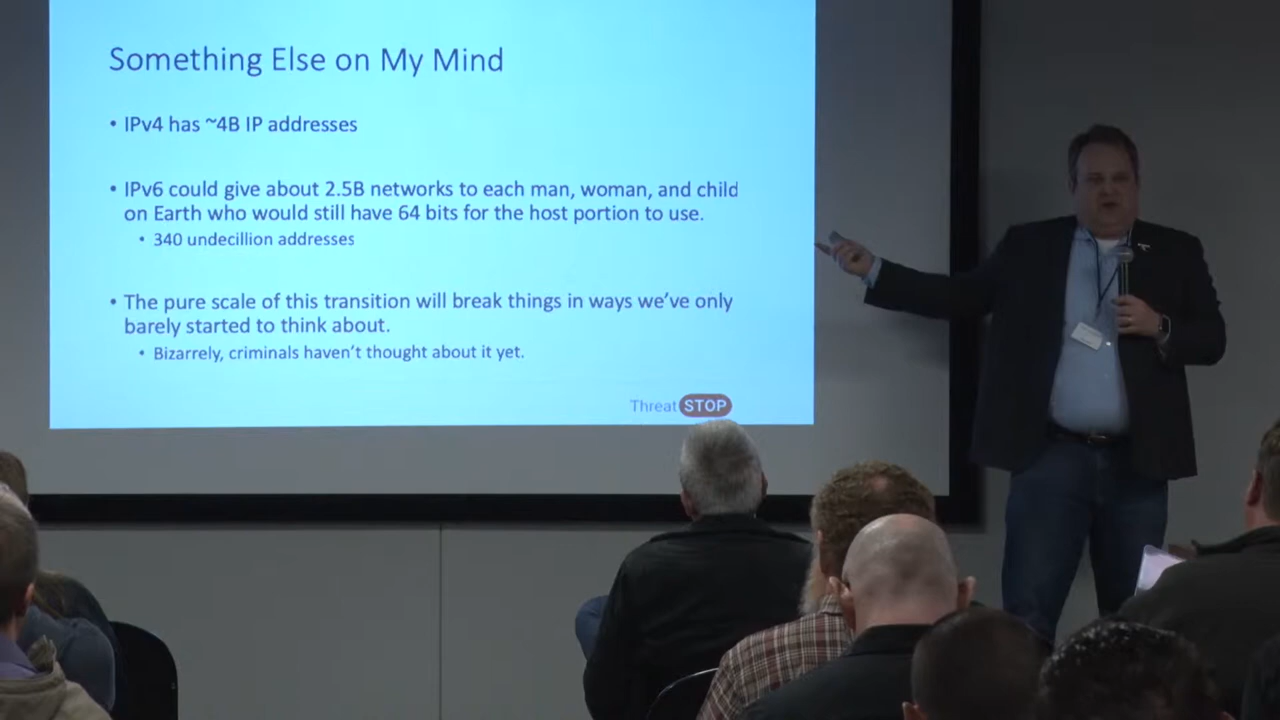 Something Else on My Mind
• IPv4 has ~4B IP addresses
• IPv6 could give about 2.5B networks to each man, woman, and child
on Earth who would still have 64 bits for the host portion to use.
• 340 undecillion addresses
• The pure scale of this transition will break things in ways we’ve only
barely started to think about.
• Bizarrely, criminals haven’t thought about it yet.
ThreatSTOP